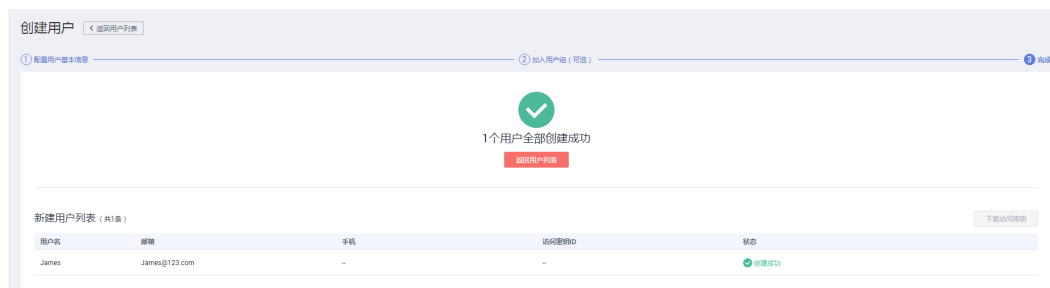 创建用户 < 返回用户列表
1 配置用户基本信息 2 加入用户组（可选） 3 完成
1个用户全部创建成功
返回用户列表
新建用户列表（共1条） 下载访问密钥
用户名 邮箱 手机 访问密钥ID 状态
James James@123.com -- -- 创建成功